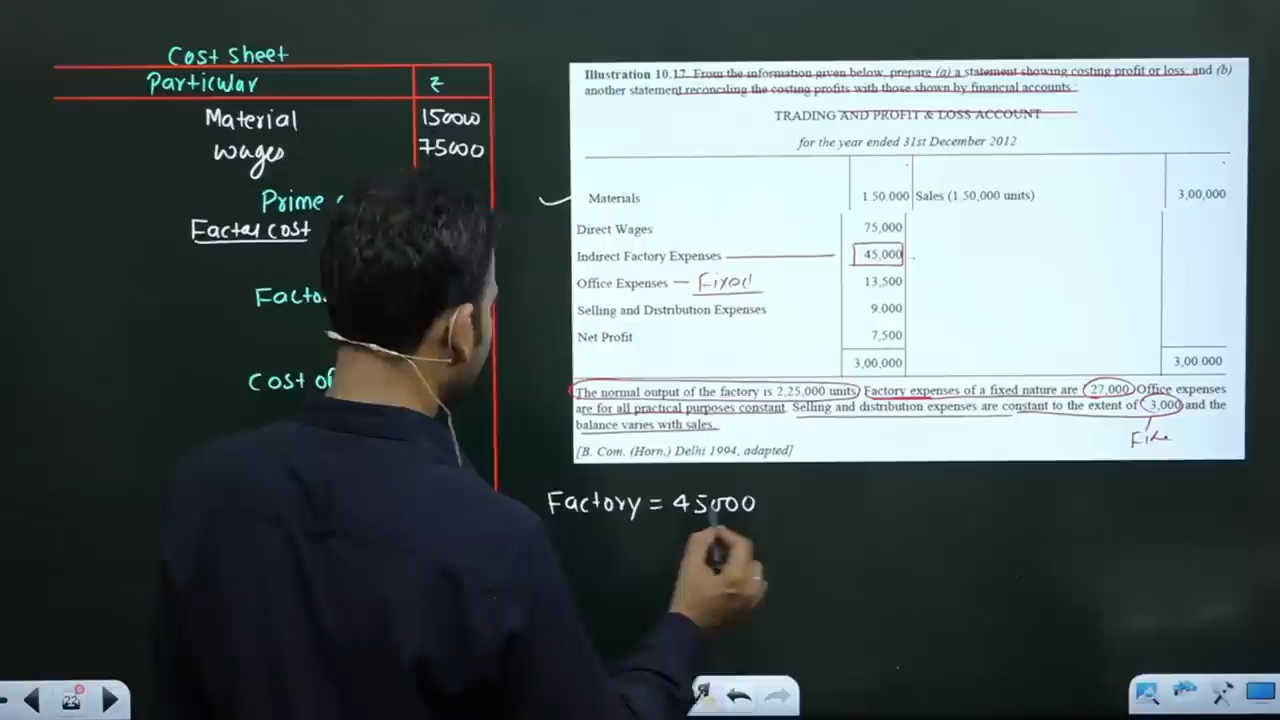 Cost sheet
Particular ₹
Material 150000
Wages 75000
Prime
Factor cost
Facto
Cost of
Illustration 10.17. From the information given below, prepare (a) a statement showing costing profit or loss; and (b)
another statement reconciling the costing profits with those shown by financial accounts.
TRADING AND PROFIT & LOSS ACCOUNT
for the year ended 31st December 2012
Materials 1.50.000 Sales (1.50,000 units) 3,00,000
Direct Wages 75,000
Indirect Factory Expenses 45,000
Office Expenses — Fixed 13,500
Selling and Distribution Expenses 9.000
Net Profit 7,500
3,00,000 3,00 000
The normal output of the factory is 2,25,000 units. Factory expenses of a fixed nature are 27,000. Office expenses
are for all practical purposes constant. Selling and distribution expenses are constant to the extent of 3,000 and the
balance varies with sales.
Fixe
[B. Com. (Horn.) Delhi 1994, adapted]
Factory = 45000
22